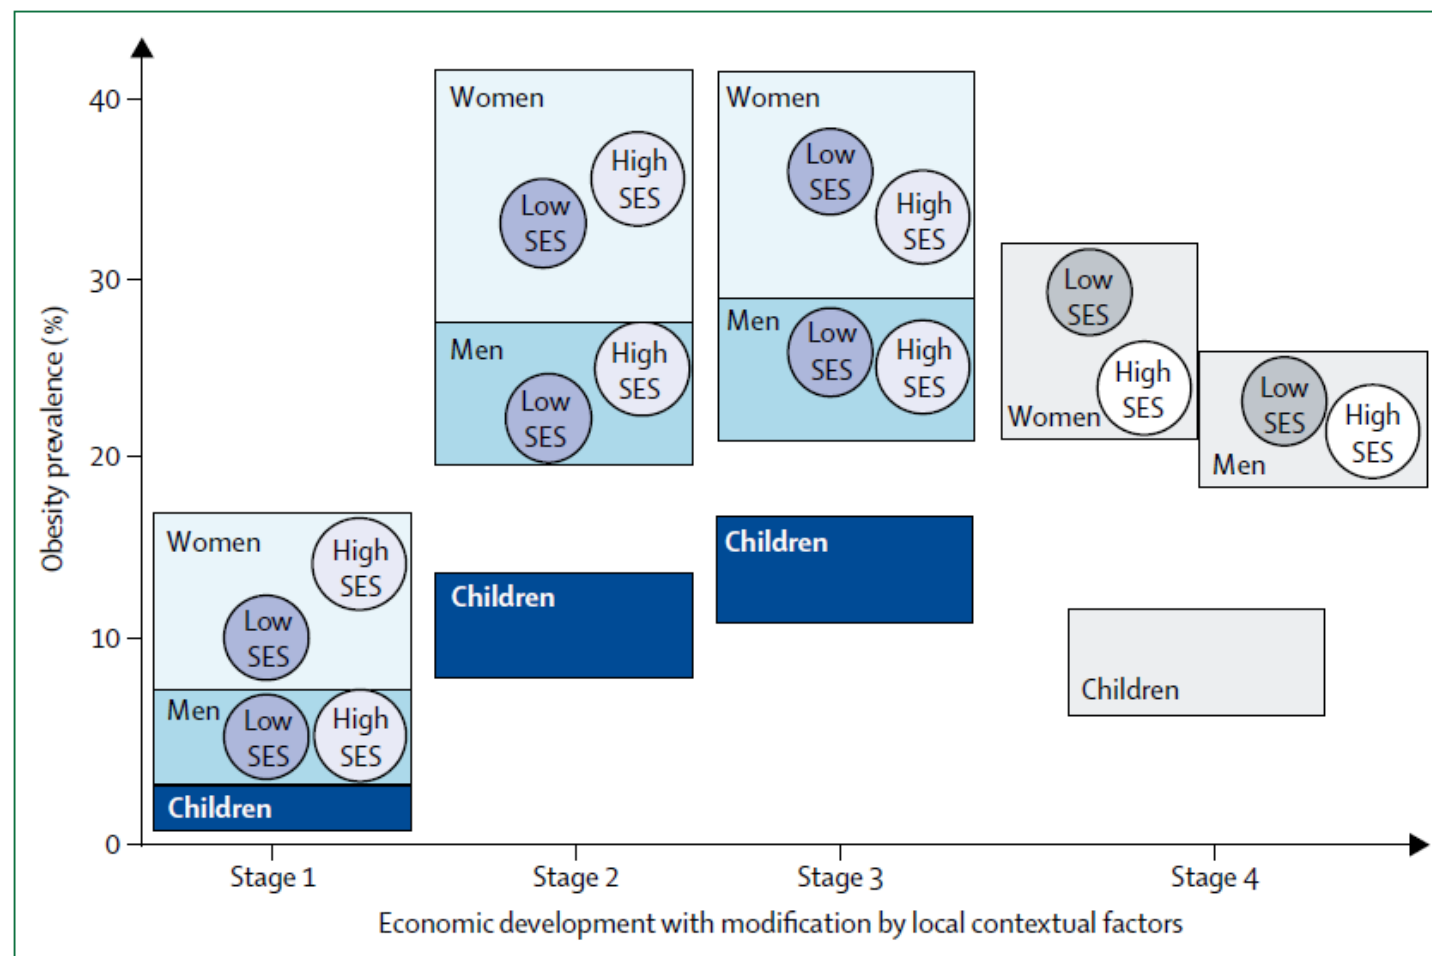 Obesity prevalence (%)
40
30
20
10
0
Women
High
SES
Low
SES
Men
Low
SES
High
SES
Children
Women
High
SES
Low
SES
Men
High
SES
Low
SES
Children
Women
Low
SES
High
SES
Men
Low
SES
High
SES
Children
Low
SES
High
SES
Women
Low
SES
High
SES
Men
Children
Stage 1
Stage 2
Stage 3
Stage 4
Economic development with modification by local contextual factors